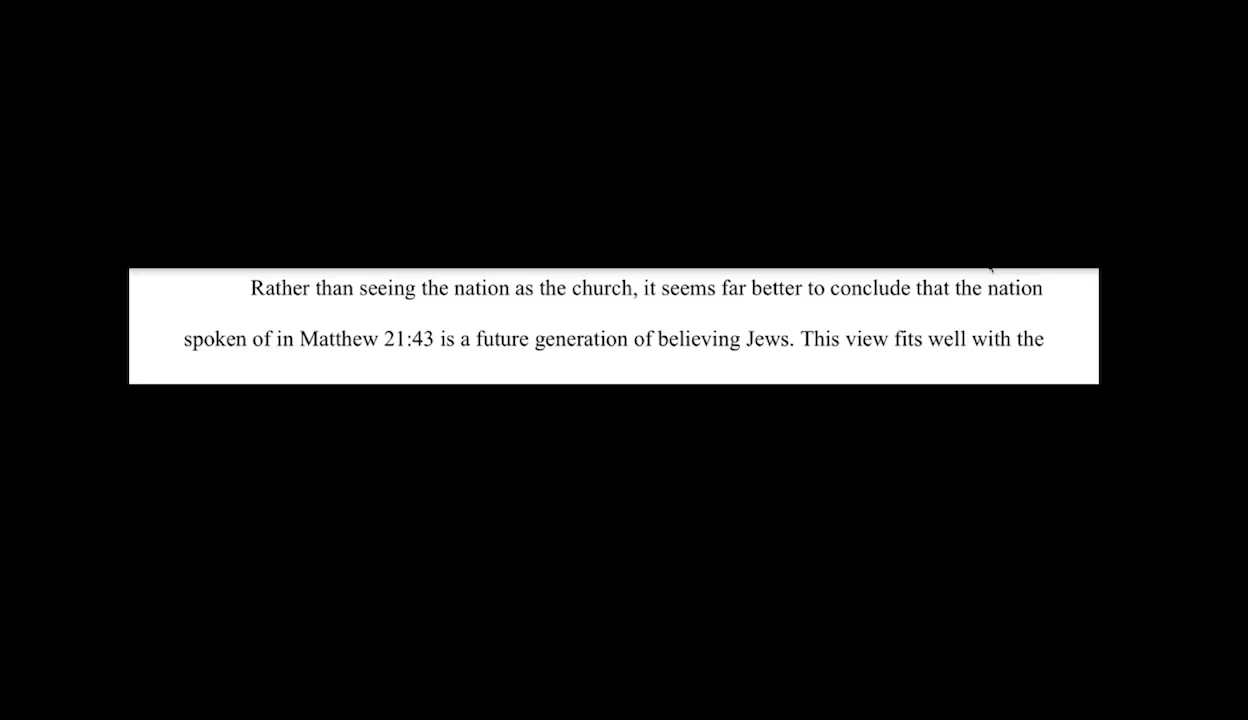 Rather than seeing the nation as the church, it seems far better to conclude that the nation
spoken of in Matthew 21:43 is a future generation of believing Jews. This view fits well with the